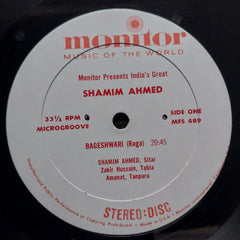 monitor
MUSIC OF THE WORLD
Monitor Presents India's Great
SHAMIM AHMED
33⅓ RPM
MICROGROOVE
SIDE ONE
MFS 489
BAGESHWARI (Raga) 20:45
SHAMIM AHMED, Sitar
Zakir Hussain, Tabla
Amanat, Tanpura
STEREO:DISC